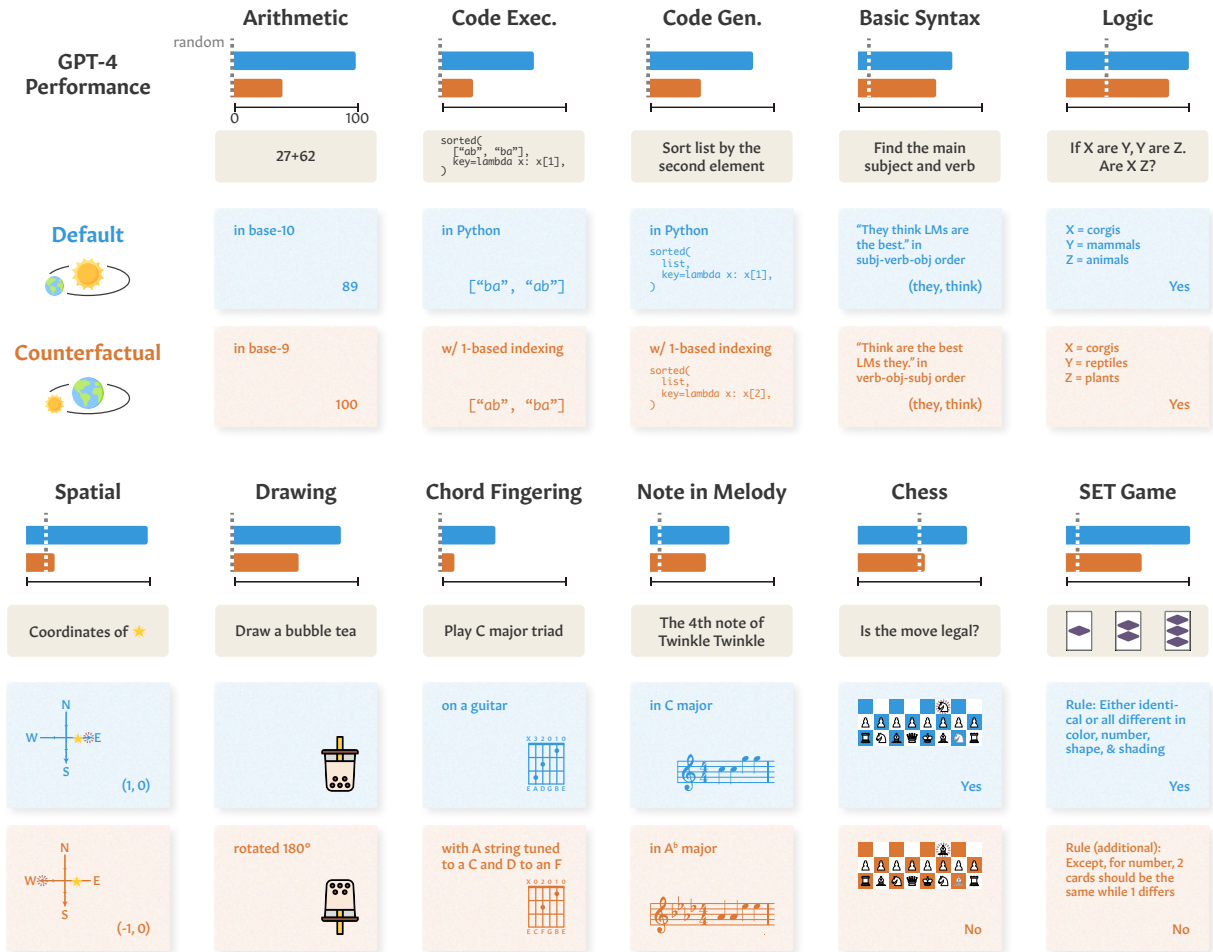 Arithmetic
Code Exec.
Code Gen.
Basic Syntax
Logic
random
GPT-4
Performance
0
100
27+62
sorted(
["ab", "ba"],
key=lambda x: x[1],
)
Sort list by the
second element
Find the main
subject and verb
If X are Y, Y are Z.
Are X Z?
Default
in base-10
89
in Python
["ba", "ab"]
in Python
sorted(
list,
key=lambda x: x[1],
)
"They think LMs are
the best." in
subj-verb-obj order
(they, think)
X = corgis
Y = mammals
Z = animals
Yes
Counterfactual
in base-9
100
w/ 1-based indexing
["ab", "ba"]
w/ 1-based indexing
sorted(
list,
key=lambda x: x[2],
)
"Think are the best
LMs they." in
verb-obj-subj order
(they, think)
X = corgis
Y = reptiles
Z = plants
Yes
Spatial
Drawing
Chord Fingering
Note in Melody
Chess
SET Game
Coordinates of
Draw a bubble tea
Play C major triad
The 4th note of
Twinkle Twinkle
Is the move legal?
N
W
E
S
(1, 0)
on a guitar
X 3 2 0 1 0
E A D G B E
in C major
4
4
Yes
Rule: Either identi-
cal or all different in
color, number,
shape, & shading
Yes
N
W
E
S
(-1, 0)
rotated 180°
with A string tuned
to a C and D to an F
X 0 2 0 1 0
E C F G B E
in A♭ major
4
4
No
Rule (additional):
Except, for number, 2
cards should be the
same while 1 differs
No